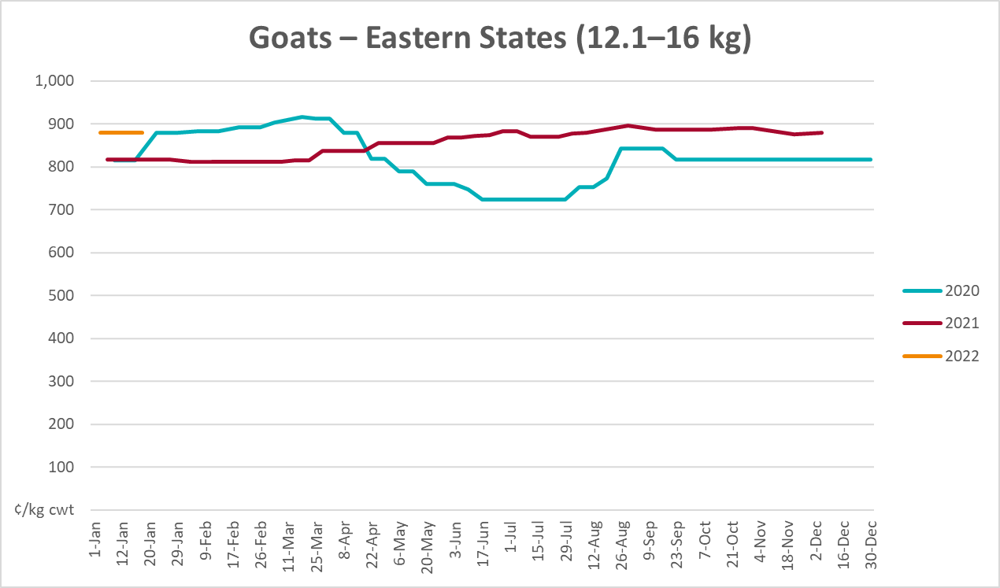 Goats – Eastern States (12.1–16 kg)
1,000
900
800
700
600
500
400
300
200
100
¢/kg cwt
1-Jan
12-Jan
20-Jan
29-Jan
9-Feb
17-Feb
26-Feb
11-Mar
25-Mar
8-Apr
22-Apr
6-May
20-May
3-Jun
17-Jun
1-Jul
15-Jul
29-Jul
12-Aug
26-Aug
9-Sep
23-Sep
7-Oct
21-Oct
4-Nov
18-Nov
2-Dec
16-Dec
30-Dec
2020
2021
2022